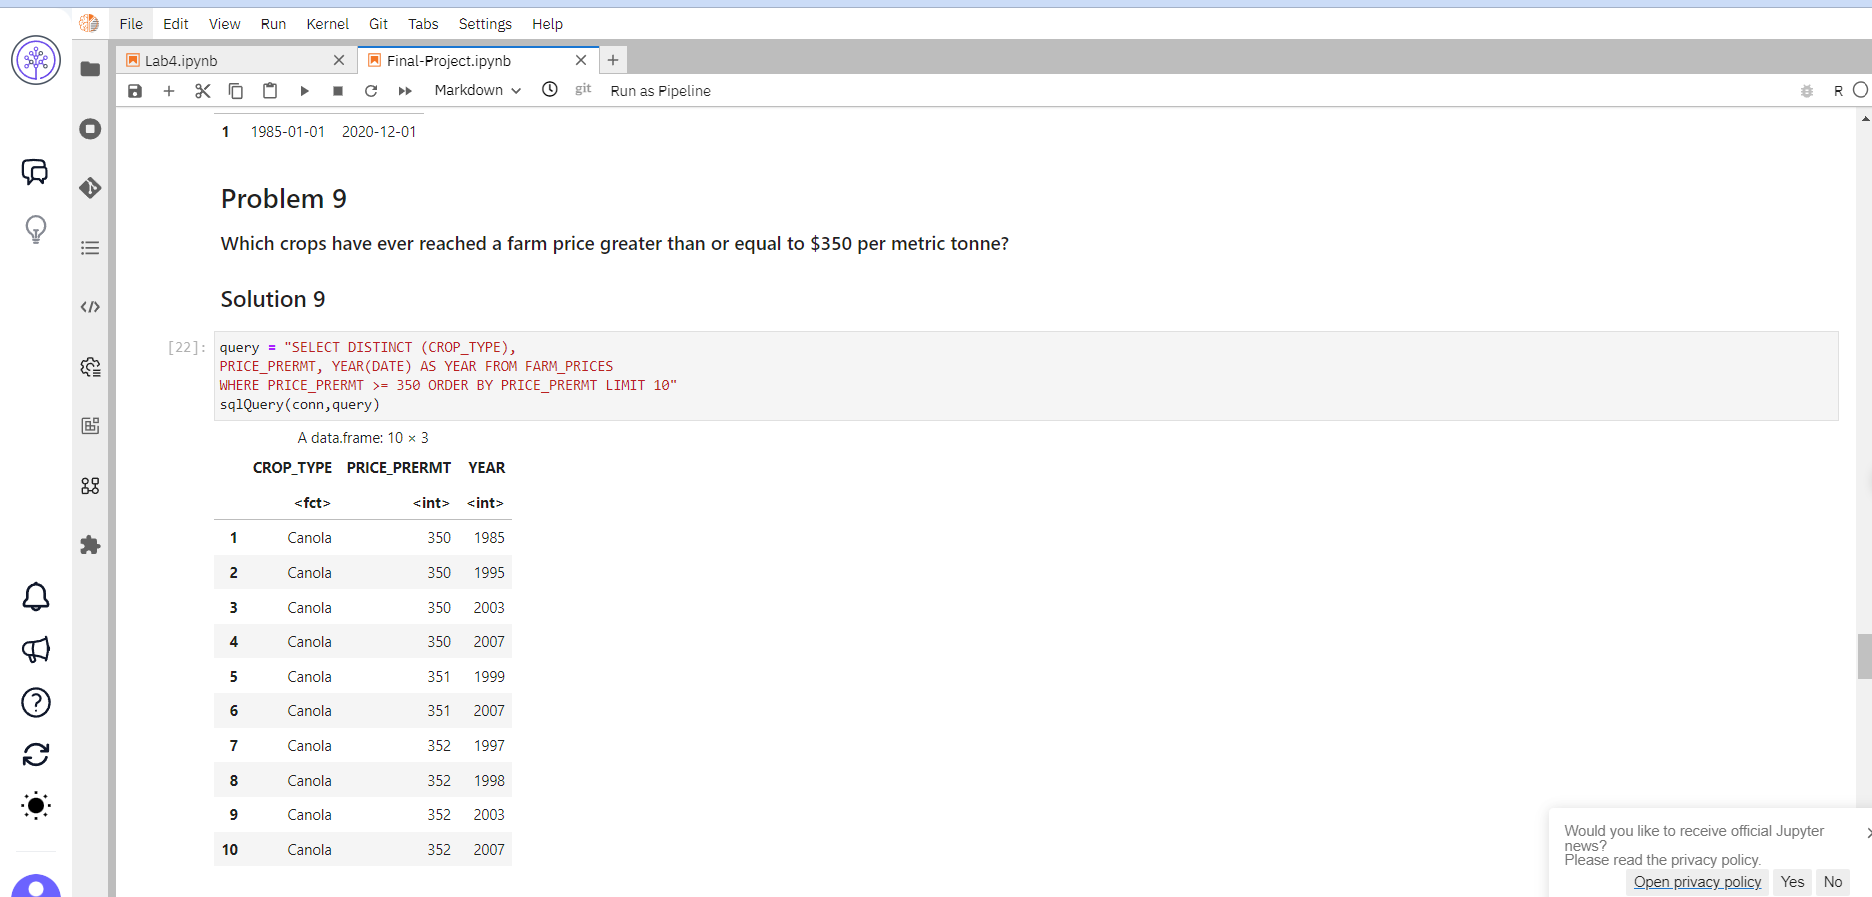 File Edit View Run Kernel Git Tabs Settings Help
Lab4.ipynb Final-Project.ipynb
Markdown git Run as Pipeline R
1 1985-01-01 2020-12-01
Problem 9
Which crops have ever reached a farm price greater than or equal to $350 per metric tonne?
Solution 9
[22]: query = "SELECT DISTINCT (CROP_TYPE),
PRICE_PRERMT, YEAR(DATE) AS YEAR FROM FARM_PRICES
WHERE PRICE_PRERMT >= 350 ORDER BY PRICE_PRERMT LIMIT 10"
sqlQuery(conn,query)
A data.frame: 10 × 3
CROP_TYPE PRICE_PRERMT YEAR
<fct> <int> <int>
1 Canola 350 1985
2 Canola 350 1995
3 Canola 350 2003
4 Canola 350 2007
5 Canola 351 1999
6 Canola 351 2007
7 Canola 352 1997
8 Canola 352 1998
9 Canola 352 2003
10 Canola 352 2007
Would you like to receive official Jupyter
news?
Please read the privacy policy.
Open privacy policy Yes No